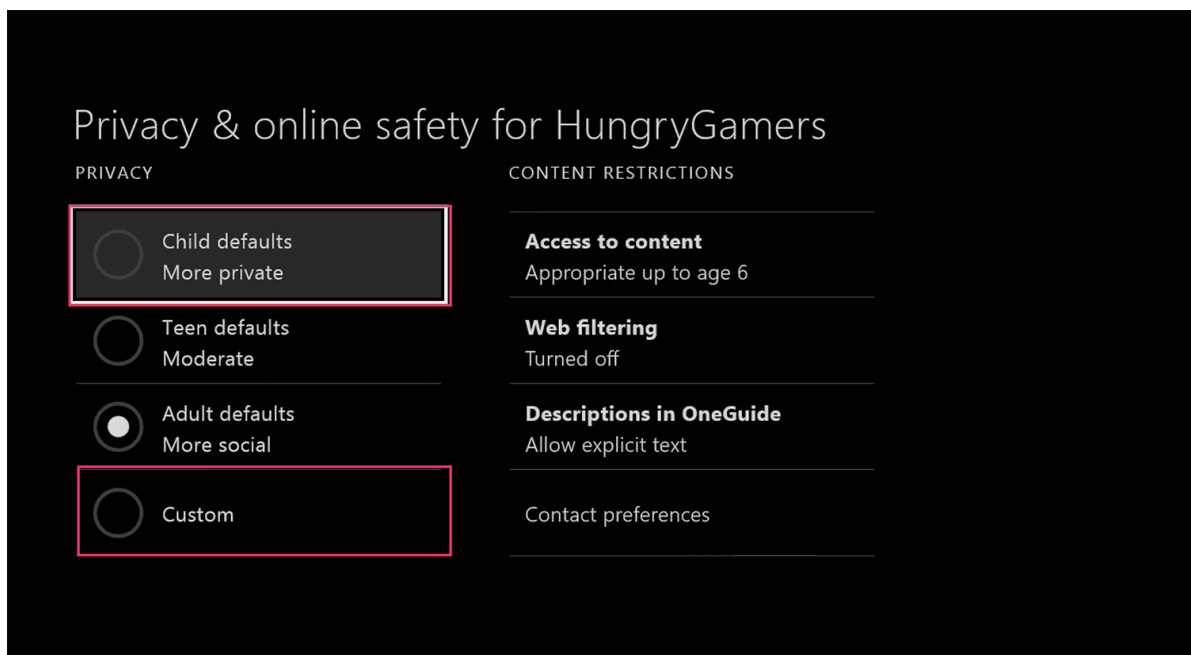 Privacy & online safety for HungryGamers
PRIVACY
Child defaults
More private
Teen defaults
Moderate
Adult defaults
More social
Custom
CONTENT RESTRICTIONS
Access to content
Appropriate up to age 6
Web filtering
Turned off
Descriptions in OneGuide
Allow explicit text
Contact preferences